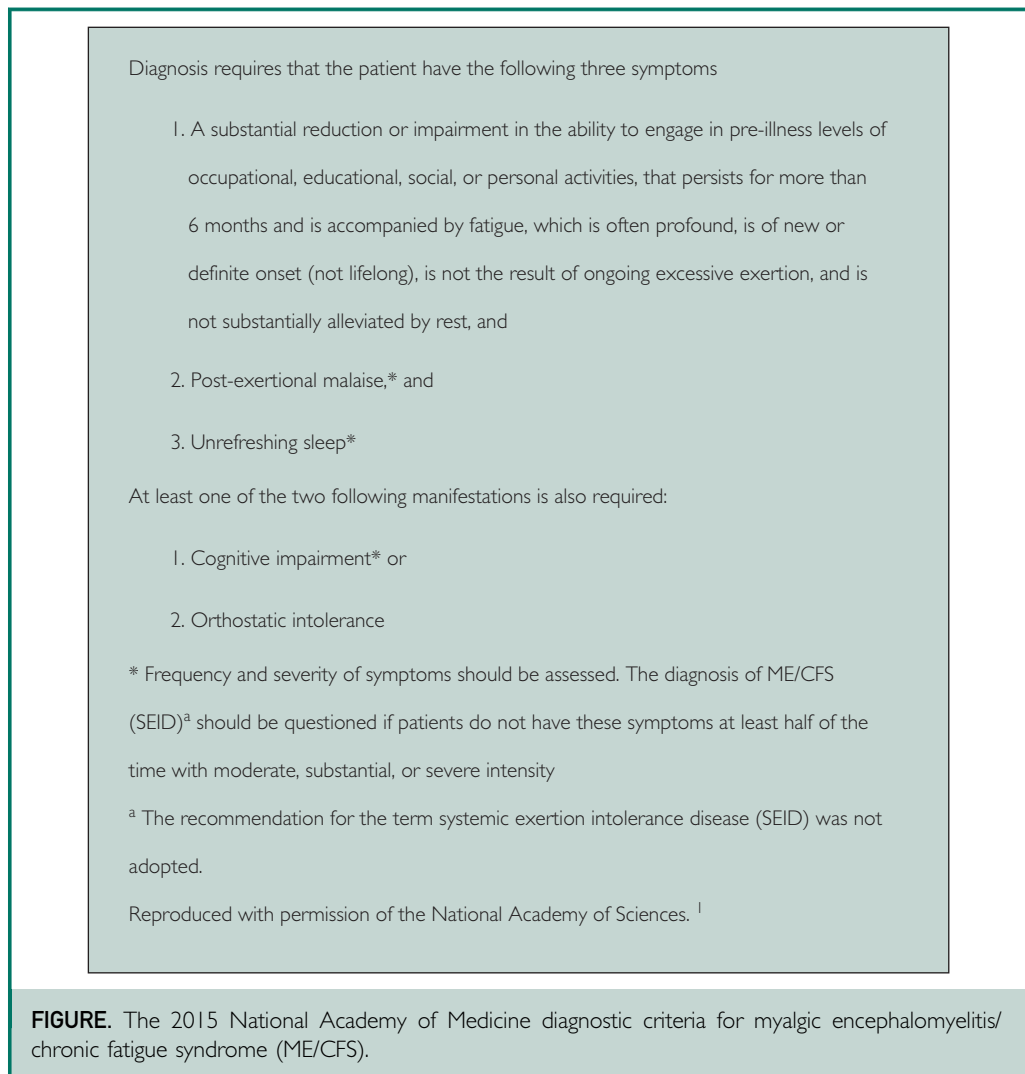 Diagnosis requires that the patient have the following three symptoms
1. A substantial reduction or impairment in the ability to engage in pre-illness levels of
occupational, educational, social, or personal activities, that persists for more than
6 months and is accompanied by fatigue, which is often profound, is of new or
definite onset (not lifelong), is not the result of ongoing excessive exertion, and is
not substantially alleviated by rest, and
2. Post-exertional malaise,* and
3. Unrefreshing sleep*
At least one of the two following manifestations is also required:
1. Cognitive impairment* or
2. Orthostatic intolerance
* Frequency and severity of symptoms should be assessed. The diagnosis of ME/CFS
(SEID)ᵃ should be questioned if patients do not have these symptoms at least half of the
time with moderate, substantial, or severe intensity
ᵃ The recommendation for the term systemic exertion intolerance disease (SEID) was not
adopted.
Reproduced with permission of the National Academy of Sciences. ¹
FIGURE. The 2015 National Academy of Medicine diagnostic criteria for myalgic encephalomyelitis/
chronic fatigue syndrome (ME/CFS).